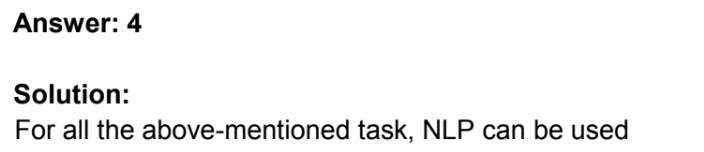 Answer: 4
Solution:
For all the above-mentioned task, NLP can be used